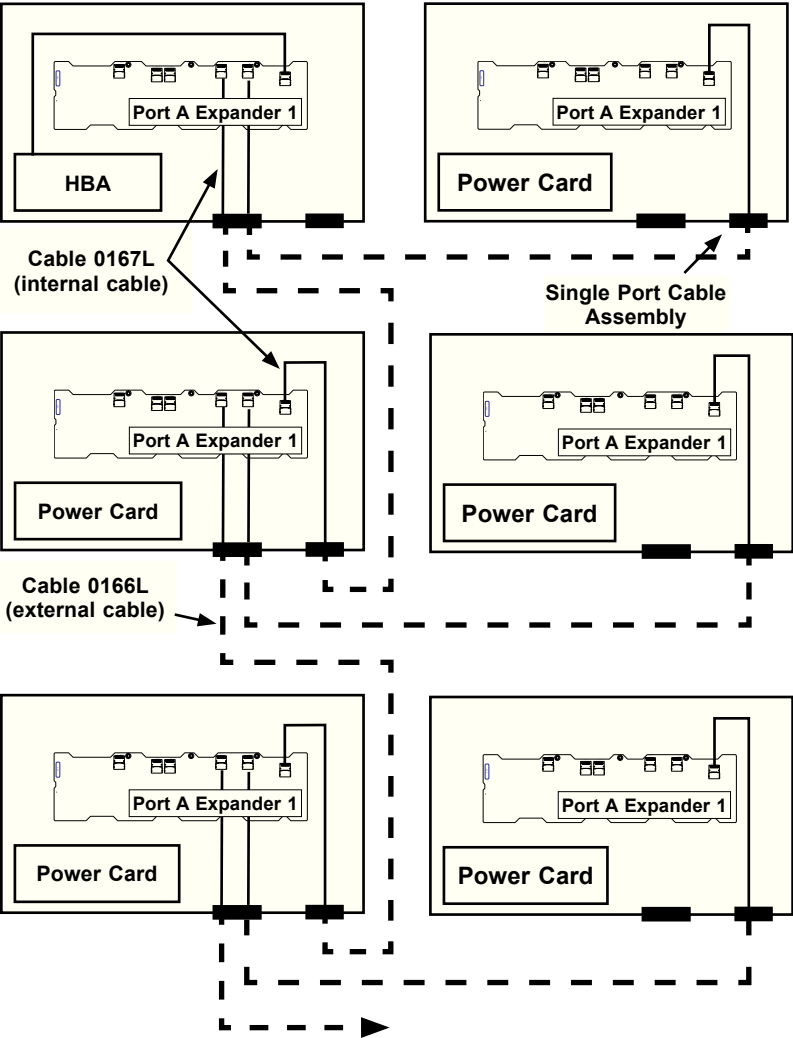 Port A Expander 1
Port A Expander 1
HBA
Power Card
Cable 0167L
(internal cable)
Single Port Cable
Assembly
Port A Expander 1
Port A Expander 1
Power Card
Power Card
Cable 0166L
(external cable)
Port A Expander 1
Port A Expander 1
Power Card
Power Card